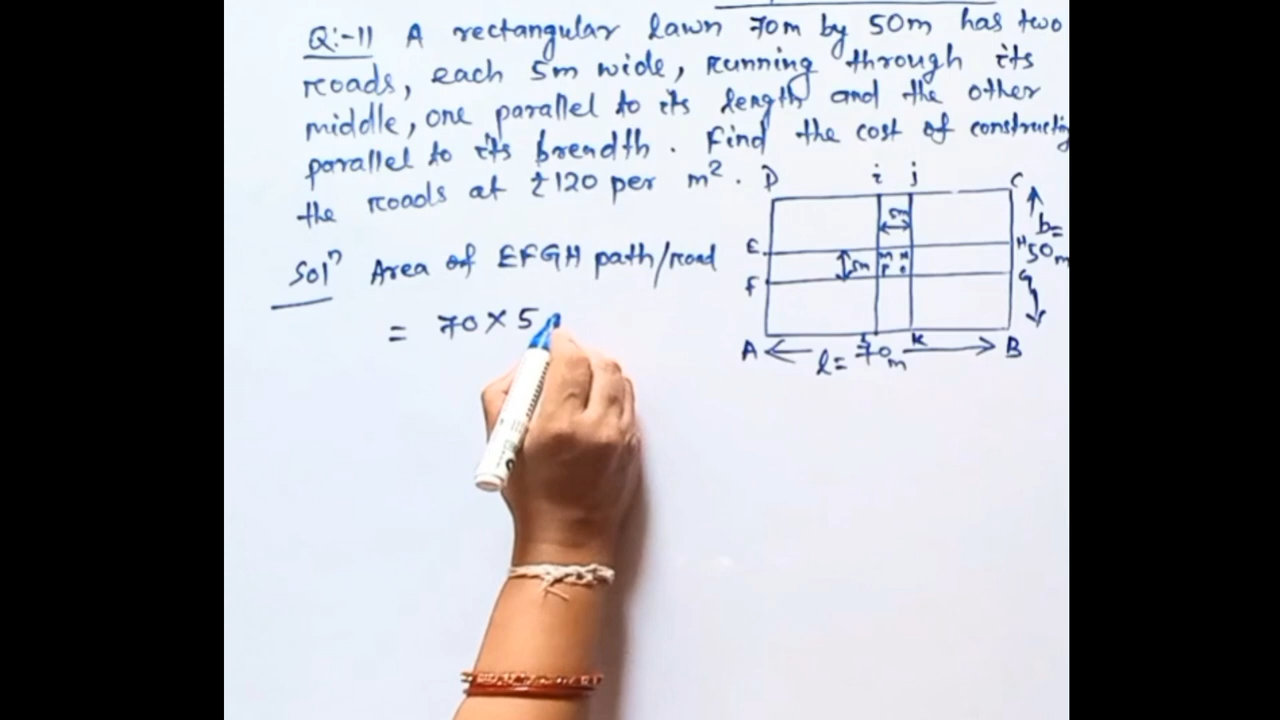 Q:-11 A rectangular lawn 70m by 50m has two
roads, each 5m wide, running through its
middle, one parallel to its length and the other
parallel to its breadth. Find the cost of constructing
the roads at ₹120 per m².
D i j C
5m
b=
50m
E H
5m
m n
P o
F G
A l k B
l= 70m
Solⁿ Area of EFGH path/road
= 70×5